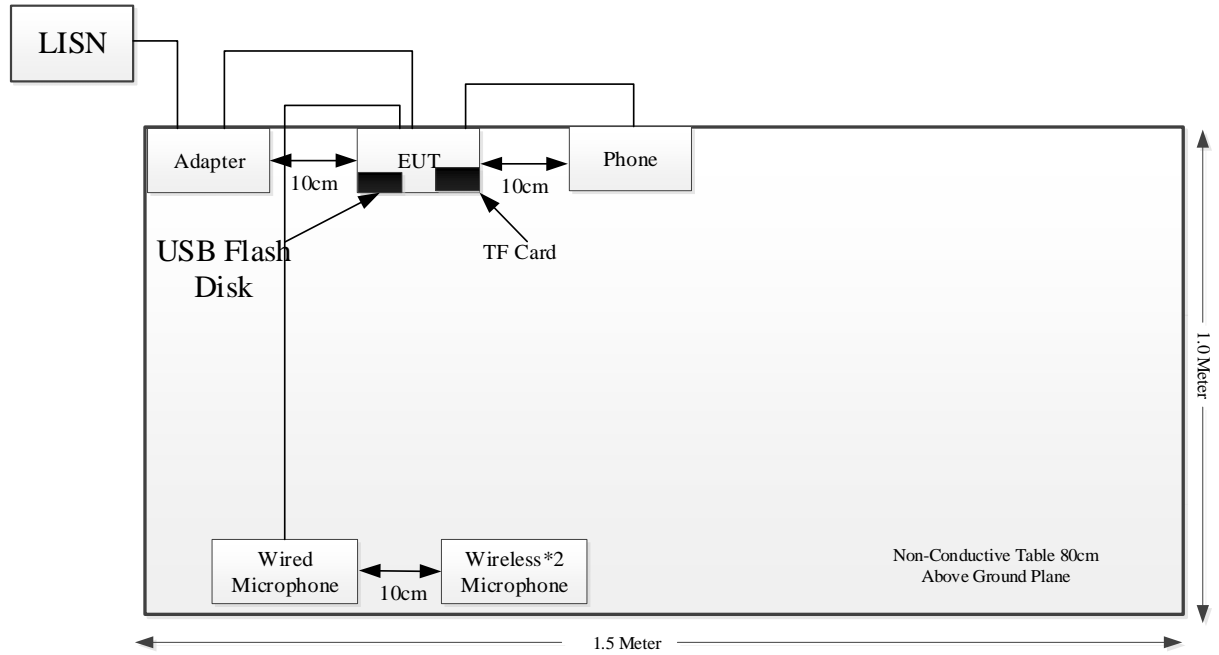 LISN
Adapter
EUT
Phone
10cm
10cm
USB Flash
Disk
TF Card
1.0 Meter
Wired
Microphone
10cm
Wireless*2
Microphone
Non-Conductive Table 80cm
Above Ground Plane
1.5 Meter